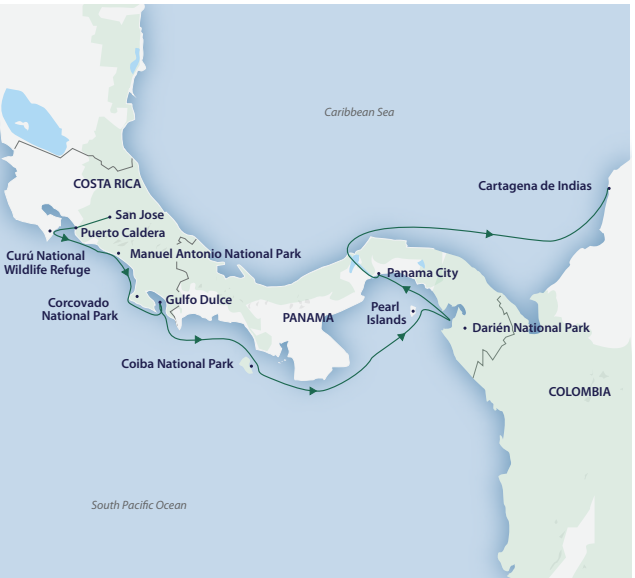 Caribbean Sea
Cartagena de Indias
COSTA RICA
San Jose
Puerto Caldera
Curú National
Wildlife Refuge
Manuel Antonio National Park
Corcovado
National Park
Gulfo Dulce
Panama City
Pearl
Islands
PANAMA
Darién National Park
Coiba National Park
COLOMBIA
South Pacific Ocean